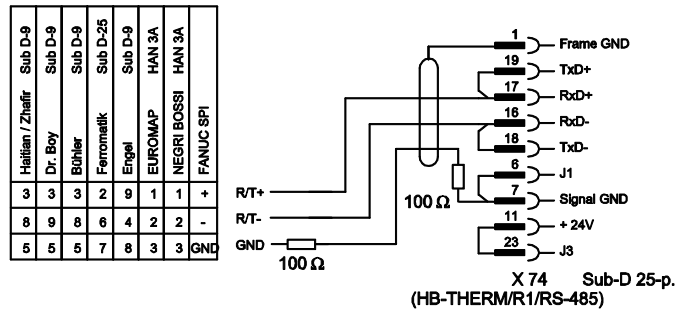 Haitian / Zhafir Sub D-9
Dr. Boy Sub D-9
Bühler Sub D-9
Ferromatik Sub D-25
Engel Sub D-9
EUROMAP HAN 3A
NEGRI BOSSI HAN 3A
FANUC SPI
3 3 3 2 9 1 1 +
8 9 8 6 4 2 2 -
5 5 5 7 8 3 3 GND
R/T+
R/T-
GND
100 Ω
100 Ω
1 Frame GND
19 TxD+
17 RxD+
16 RxD-
18 TxD-
6 J1
7 Signal GND
11 + 24V
23 J3
X 74 Sub-D 25-p.
(HB-THERM/R1/RS-485)